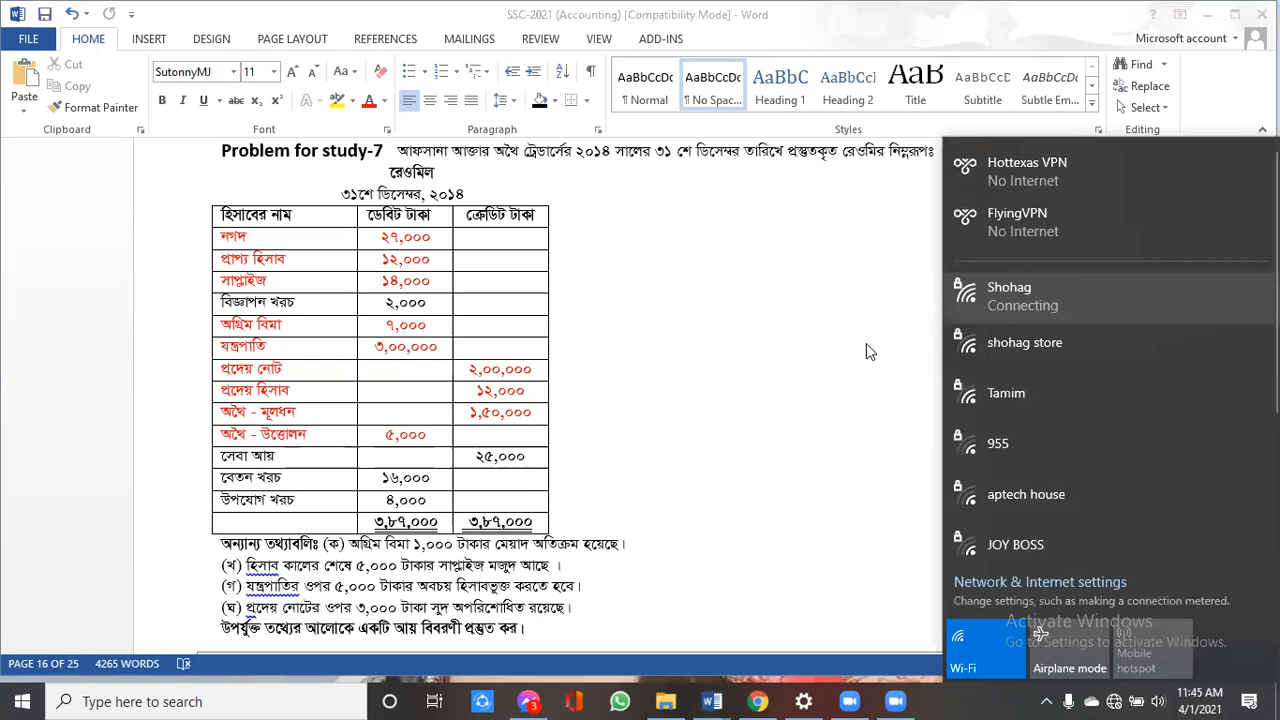 SSC-2021 (Accounting) [Compatibility Mode] - Word
FILE HOME INSERT DESIGN PAGE LAYOUT REFERENCES MAILINGS REVIEW VIEW ADD-INS Microsoft account
Cut
Copy
Format Painter
Paste
SutonnyMJ 11
AaBbCcDc AaBbCcDc AaBbC AaBbCc AaB AaBbCcD AaBbCcDc
¶ Normal ¶ No Spac... Heading 1 Heading 2 Title Subtitle Subtle Em...
Find
Replace
Select
Clipboard Font Paragraph Styles Editing
Problem for study-7 আফসানা আক্তার অথৈ ট্রেডার্সের ২০১৪ সালের ৩১ শে ডিসেম্বর তারিখে প্রস্তুতকৃত রেওমির নিম্নরূপঃ
রেওমিল
৩১শে ডিসেম্বর, ২০১৪
হিসাবের নাম ডেবিট টাকা ক্রেডিট টাকা
নগদ ২৭,০০০
প্রাপ্য হিসাব ১২,০০০
সাপ্লাইজ ১৪,০০০
বিজ্ঞাপন খরচ ২,০০০
অগ্রিম বিমা ৭,০০০
যন্ত্রপাতি ৩,০০,০০০
প্রদেয় নোট ২,০০,০০০
প্রদেয় হিসাব ১২,০০০
অথৈ - মূলধন ১,৫০,০০০
অথৈ - উত্তোলন ৫,০০০
সেবা আয় ২৫,০০০
বেতন খরচ ১৬,০০০
উপযোগ খরচ ৪,০০০
৩,৮৭,০০০ ৩,৮৭,০০০
অন্যান্য তথ্যাবলিঃ (ক) অগ্রিম বিমা ১,০০০ টাকার মেয়াদ অতিক্রম হয়েছে।
(খ) হিসাব কালের শেষে ৫,০০০ টাকার সাপ্লাইজ মজুদ আছে ।
(গ) যন্ত্রপাতির ওপর ৫,০০০ টাকার অবচয় হিসাবভুক্ত করতে হবে।
(ঘ) প্রদেয় নোটের ওপর ৩,০০০ টাকা সুদ অপরিশোধিত রয়েছে।
উপর্যুক্ত তথ্যের আলোকে একটি আয় বিবরণী প্রস্তুত কর।
Hottexas VPN
No Internet
FlyingVPN
No Internet
Shohag
Connecting
shohag store
Tamim
955
aptech house
JOY BOSS
Network & Internet settings
Change settings, such as making a connection metered.
Activate Windows
Go to Settings to activate Windows.
Wi-Fi
Airplane mode
Mobile
hotspot
PAGE 16 OF 25 4265 WORDS
Type here to search
3
11:45 AM
4/1/2021